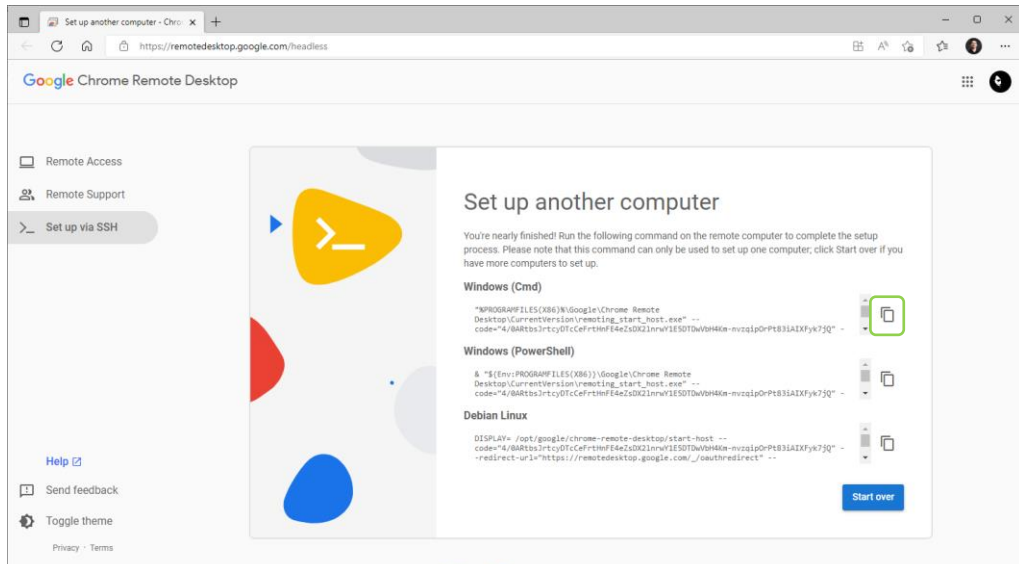 Set up another computer - Chro
https://remotedesktop.google.com/headless
Google Chrome Remote Desktop
Remote Access
Remote Support
Set up via SSH
Set up another computer
You're nearly finished! Run the following command on the remote computer to complete the setup
process. Please note that this command can only be used to set up one computer; click Start over if you
have more computers to set up.
Windows (Cmd)
"%PROGRAMFILES(X86)%\Google\Chrome Remote
Desktop\CurrentVersion\remoting_start_host.exe" --
Windows (PowerShell)
& "${Env:PROGRAMFILES(X86)}\Google\Chrome Remote
Desktop\CurrentVersion\remoting_start_host.exe" --
Debian Linux
DISPLAY= /opt/google/chrome-remote-desktop/start-host --
-redirect-url="https://remotedesktop.google.com/_/oauthredirect" --
Start over
Help
Send feedback
Toggle theme
Privacy · Terms